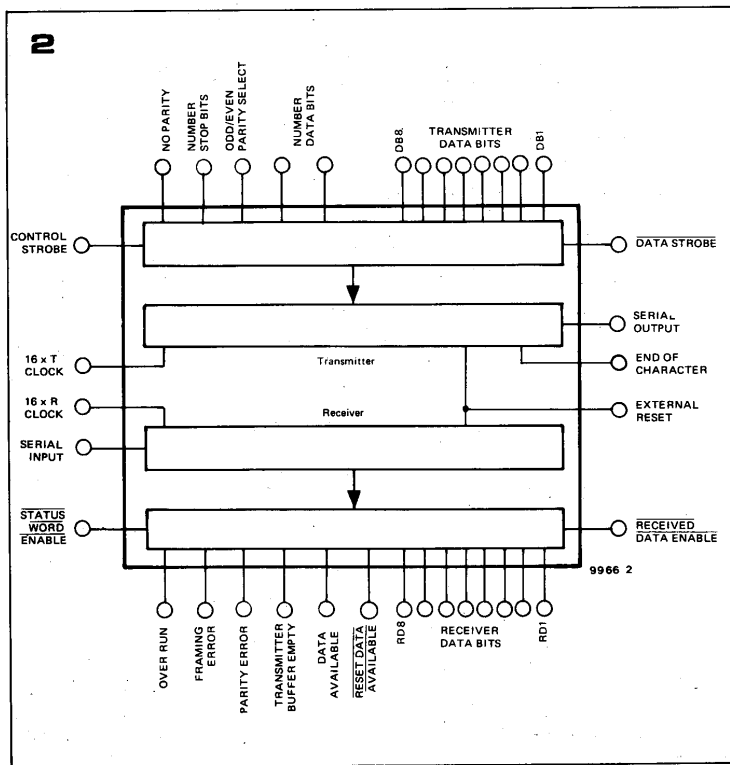 2
NO PARITY
NUMBER
STOP BITS
ODD/EVEN
PARITY SELECT
NUMBER
DATA BITS
DB8.
TRANSMITTER
DATA BITS
DB1
CONTROL
STROBE
DATA STROBE
SERIAL
OUTPUT
16 x T
CLOCK
Transmitter
END OF
CHARACTER
16 x R
CLOCK
Receiver
EXTERNAL
RESET
SERIAL
INPUT
STATUS
WORD
ENABLE
RECEIVED
DATA ENABLE
9966 2
OVER RUN
FRAMING
ERROR
PARITY ERROR
TRANSMITTER
BUFFER EMPTY
DATA
AVAILABLE
RESET DATA
AVAILABLE
RD8
RECEIVER
DATA BITS
RD1